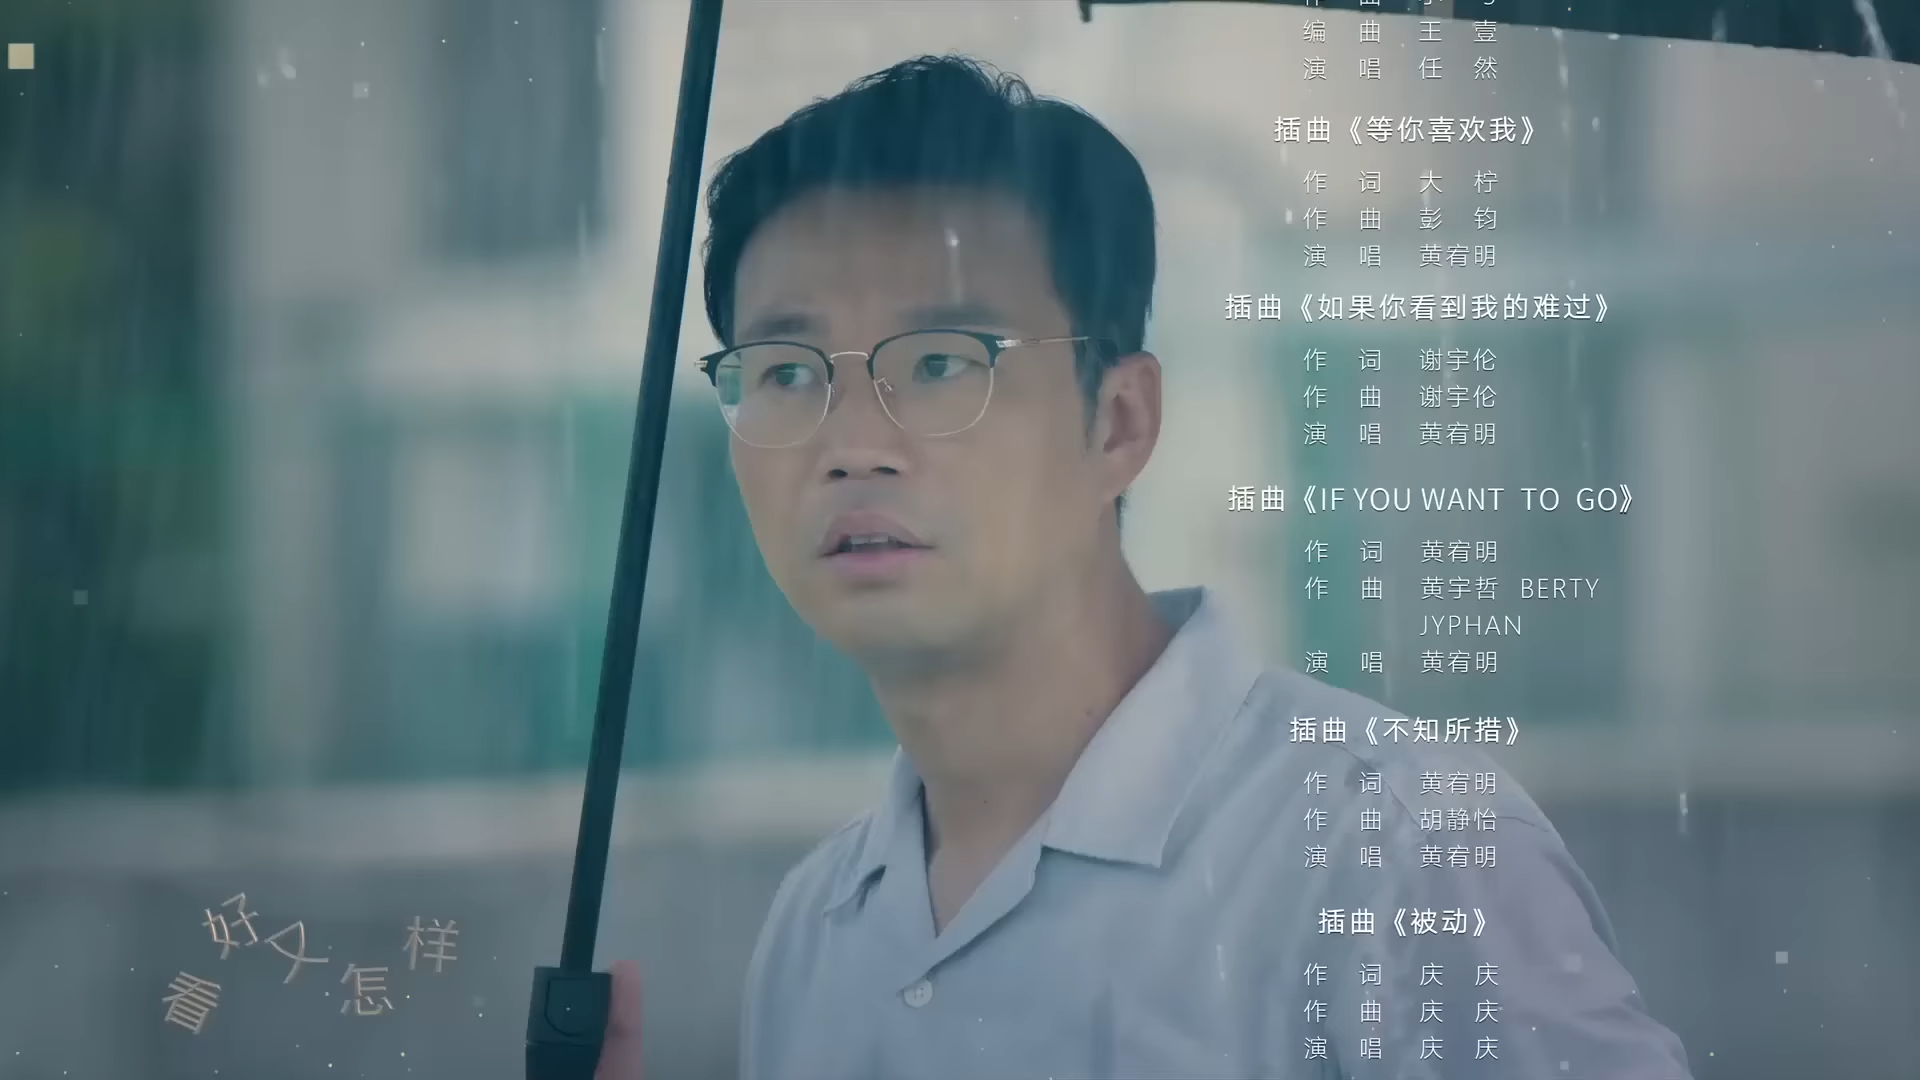 编 曲 王 壹
演 唱 任 然
插曲《等你喜欢我》
作 词 大 柠
作 曲 彭 钧
演 唱 黄宥明
插曲《如果你看到我的难过》
作 词 谢宇伦
作 曲 谢宇伦
演 唱 黄宥明
插曲《IF YOU WANT TO GO》
作 词 黄宥明
作 曲 黄宇哲 BERTY
JYPHAN
演 唱 黄宥明
插曲《不知所措》
作 词 黄宥明
作 曲 胡静怡
演 唱 黄宥明
插曲《被动》
作 词 庆 庆
作 曲 庆 庆
演 唱 庆 庆
看好又怎样